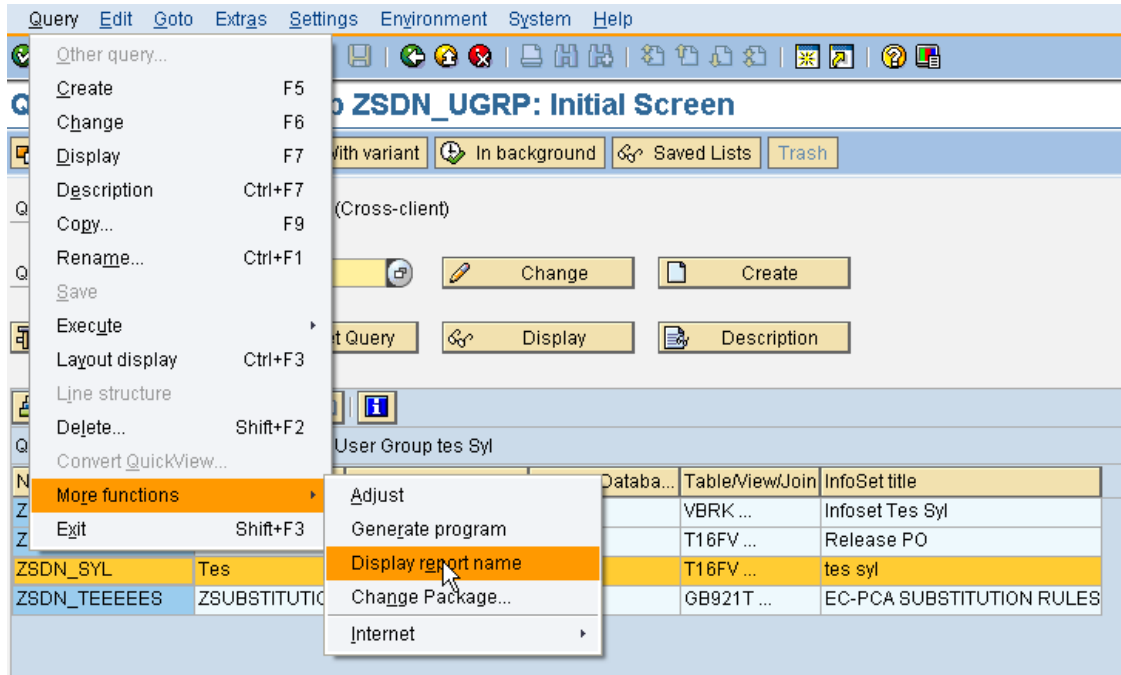 Query Edit Goto Extras Settings Environment System Help
Other query...
Create F5
ZSDN_UGRP: Initial Screen
Change F6
Display F7
With variant In background Saved Lists Trash
Description Ctrl+F7
(Cross-client)
Copy... F9
Rename... Ctrl+F1
Change Create
Save
Execute
Query Display Description
Layout display Ctrl+F3
Line structure
Delete... Shift+F2
User Group tes Syl
Convert QuickView...
Databa... Table/View/Join InfoSet title
More functions
Adjust
VBRK ... Infoset Tes Syl
Exit Shift+F3
Generate program
T16FV ... Release PO
ZSDN_SYL Tes
Display report name
T16FV ... tes syl
ZSDN_TEEEEES ZSUBSTITUTIO
Change Package...
GB921T ... EC-PCA SUBSTITUTION RULES
Internet